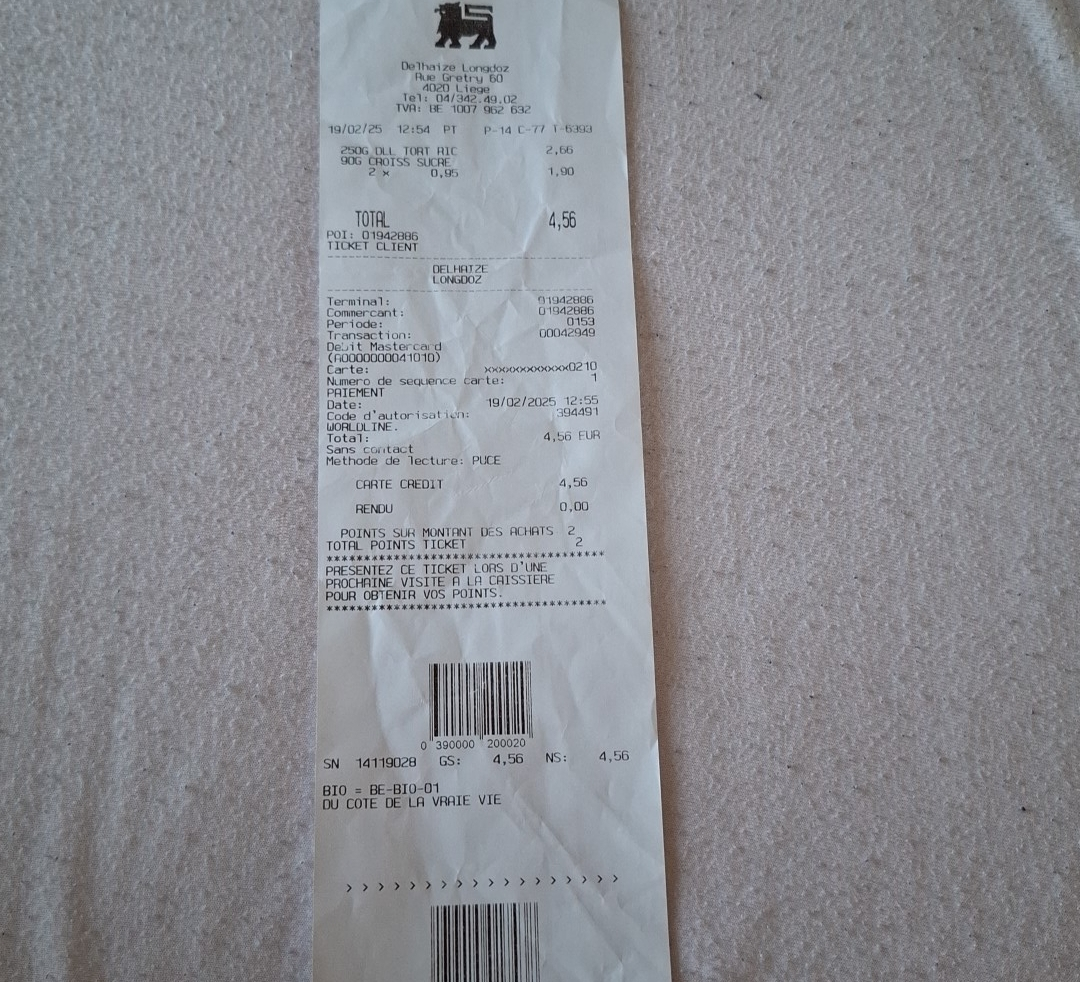 Delhaize Longdoz
Rue Gretry 60
4020 Liege
Tel: 04/342.49.02
TVA: BE 1007 962 632
19/02/25 12:54 PT P-14 C-77 T-6393
250G DLL TORT RIC 2,66
90G CROISS SUCRE
2 x 0,95 1,90
TOTAL 4,56
POI: 01942886
TICKET CLIENT
DELHAIZE
LONGDOZ
Terminal: 01942886
Commercant: 01942886
Periode: 0153
Transaction: 00042949
Debit Mastercard
(A0000000041010)
Carte: xxxxxxxxxxxx0210
Numero de sequence carte: 1
PAIEMENT
Date: 19/02/2025 12:55
Code d'autorisation: 394491
WORLDLINE.
Total: 4,56 EUR
Sans contact
Methode de lecture: PUCE
CARTE CREDIT 4,56
RENDU 0,00
POINTS SUR MONTANT DES ACHATS 2
TOTAL POINTS TICKET 2
************************************
PRESENTEZ CE TICKET LORS D'UNE
PROCHAINE VISITE A LA CAISSIERE
POUR OBTENIR VOS POINTS.
************************************
0 390000 200020
SN 14119028 GS: 4,56 NS: 4,56
BIO = BE-BIO-01
DU COTE DE LA VRAIE VIE
> > > > > > > > > > > > > > > > > >